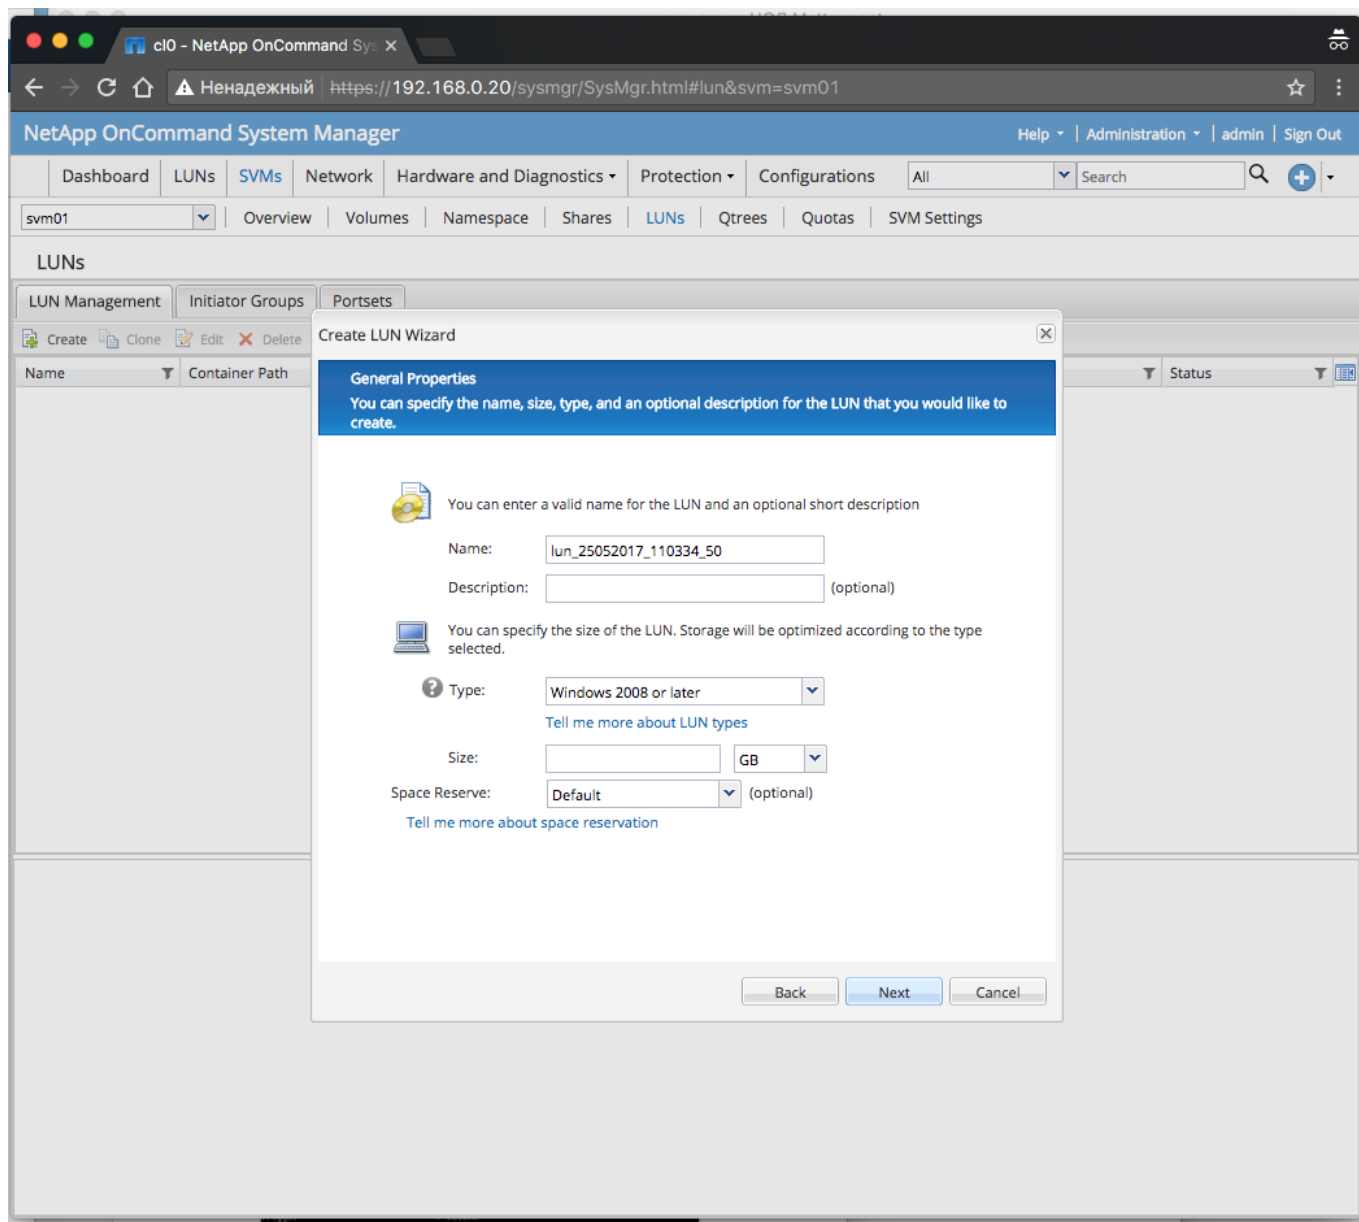 cl0 - NetApp OnCommand Sys
Ненадежный https://192.168.0.20/sysmgr/SysMgr.html#lun&svm=svm01
NetApp OnCommand System Manager Help | Administration | admin | Sign Out
Dashboard LUNs SVMs Network Hardware and Diagnostics Protection Configurations All Search
svm01 Overview Volumes Namespace Shares LUNs Qtrees Quotas SVM Settings
LUNs
LUN Management Initiator Groups Portsets
Create Clone Edit Delete
Name Container Path Status
Create LUN Wizard
General Properties
You can specify the name, size, type, and an optional description for the LUN that you would like to
create.
You can enter a valid name for the LUN and an optional short description
Name: lun_25052017_110334_50
Description: (optional)
You can specify the size of the LUN. Storage will be optimized according to the type
selected.
? Type: Windows 2008 or later
Tell me more about LUN types
Size: GB
Space Reserve: Default (optional)
Tell me more about space reservation
Back Next Cancel